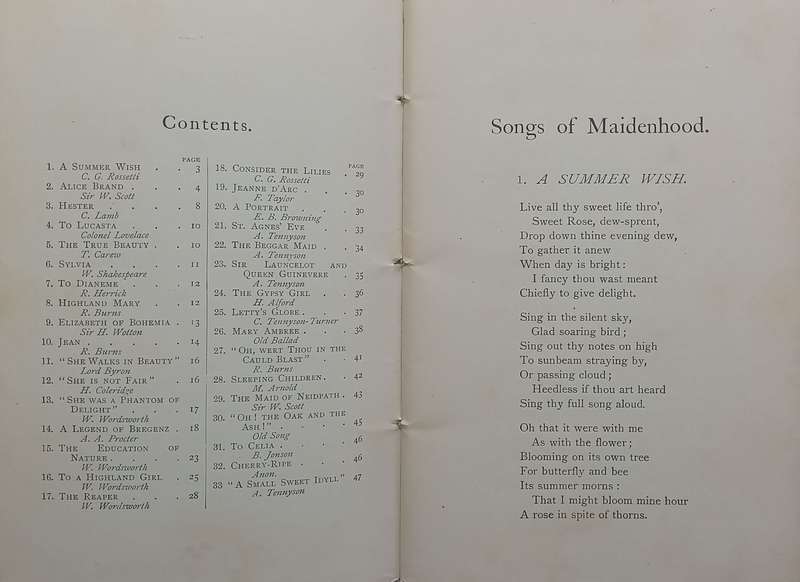 Contents.
PAGE
1. A Summer Wish . . 3
C. G. Rossetti
2. Alice Brand . . . 4
Sir W. Scott
3. Hester . . . . 8
C. Lamb
4. To Lucasta . . . 10
Colonel Lovelace
5. The True Beauty . . 10
T. Carew
6. Sylvia . . . . 11
W. Shakespeare
7. To Dianeme . . . 12
R. Herrick
8. Highland Mary . . 12
R. Burns
9. Elizabeth of Bohemia . 13
Sir H. Wotton
10. Jean . . . . . 14
R. Burns
11. "She Walks in Beauty" 16
Lord Byron
12. "She is not Fair" . 16
H. Coleridge
13. "She was a Phantom of
Delight" . . . 17
W. Wordsworth
14. A Legend of Bregenz . 18
A. A. Procter
15. The Education of
Nature . . . . 23
W. Wordsworth
16. To a Highland Girl . 25
W. Wordsworth
17. The Reaper . . . 28
W. Wordsworth
PAGE
18. Consider the Lilies . 29
C. G. Rossetti
19. Jeanne d'Arc . . . 30
F. Taylor
20. A Portrait . . . 30
E. B. Browning
21. St. Agnes' Eve . . 33
A. Tennyson
22. The Beggar Maid . . 34
A. Tennyson
23. Sir Launcelot and
Queen Guinevere . 35
A. Tennyson
24. The Gypsy Girl . . 36
H. Alford
25. Letty's Globe . . . 37
C. Tennyson-Turner
26. Mary Ambree . . . 38
Old Ballad
27. "Oh, wert Thou in the
Cauld Blast" . . 41
R. Burns
28. Sleeping Children . . 42
M. Arnold
29. The Maid of Neidpath . 43
Sir W. Scott
30. "Oh! the Oak and the
Ash!" . . . . 45
Old Song
31. To Celia . . . . 46
B. Jonson
32. Cherry-Ripe . . . 46
Anon.
33 "A Small Sweet Idyll" 47
A. Tennyson
Songs of Maidenhood.
1. A SUMMER WISH.
Live all thy sweet life thro',
Sweet Rose, dew-sprent,
Drop down thine evening dew,
To gather it anew
When day is bright:
I fancy thou wast meant
Chiefly to give delight.
Sing in the silent sky,
Glad soaring bird;
Sing out thy notes on high
To sunbeam straying by,
Or passing cloud;
Heedless if thou art heard
Sing thy full song aloud.
Oh that it were with me
As with the flower;
Blooming on its own tree
For butterfly and bee
Its summer morns:
That I might bloom mine hour
A rose in spite of thorns.